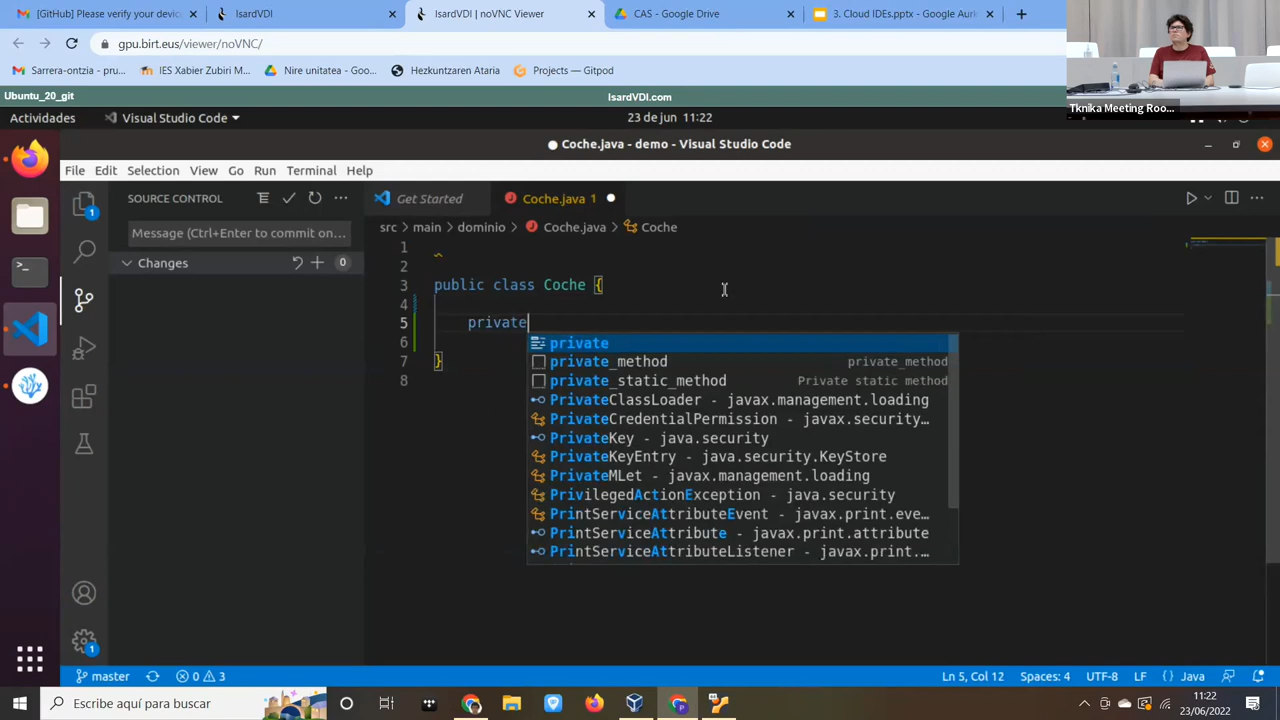 [GitHub] Please verify your device
IsardVDI
IsardVDI | noVNC Viewer
CAS - Google Drive
3. Cloud IDEs.pptx - Google Aurk
gpu.birt.eus/viewer/noVNC/
Sarrera-ontzia - pru...
IES Xabier Zubiri M...
Nire unitatea - Goo...
Hezkuntzaren Ataria
Projects — Gitpod
Ubuntu_20_git
IsardVDI.com
Tknika Meeting Roo...
Actividades
Visual Studio Code
23 de jun 11:22
Coche.java - demo - Visual Studio Code
File Edit Selection View Go Run Terminal Help
SOURCE CONTROL
Get Started
Coche.java 1
Message (Ctrl+Enter to commit on...
src > main > dominio > Coche.java > Coche
Changes
0
1
2
3 public class Coche {
4
5 private
6
7 }
8
private
private_method private_method
private_static_method Private static method
PrivateClassLoader - javax.management.loading
PrivateCredentialPermission - javax.security…
PrivateKey - java.security
PrivateKeyEntry - java.security.KeyStore
PrivateMLet - javax.management.loading
PrivilegedActionException - java.security
PrintServiceAttributeEvent - javax.print.eve…
PrintServiceAttribute - javax.print.attribute
PrintServiceAttributeListener - javax.print.…
1
1
master
0
3
Ln 5, Col 12
Spaces: 4
UTF-8
LF
{ } Java
Escribe aquí para buscar
11:22
23/06/2022